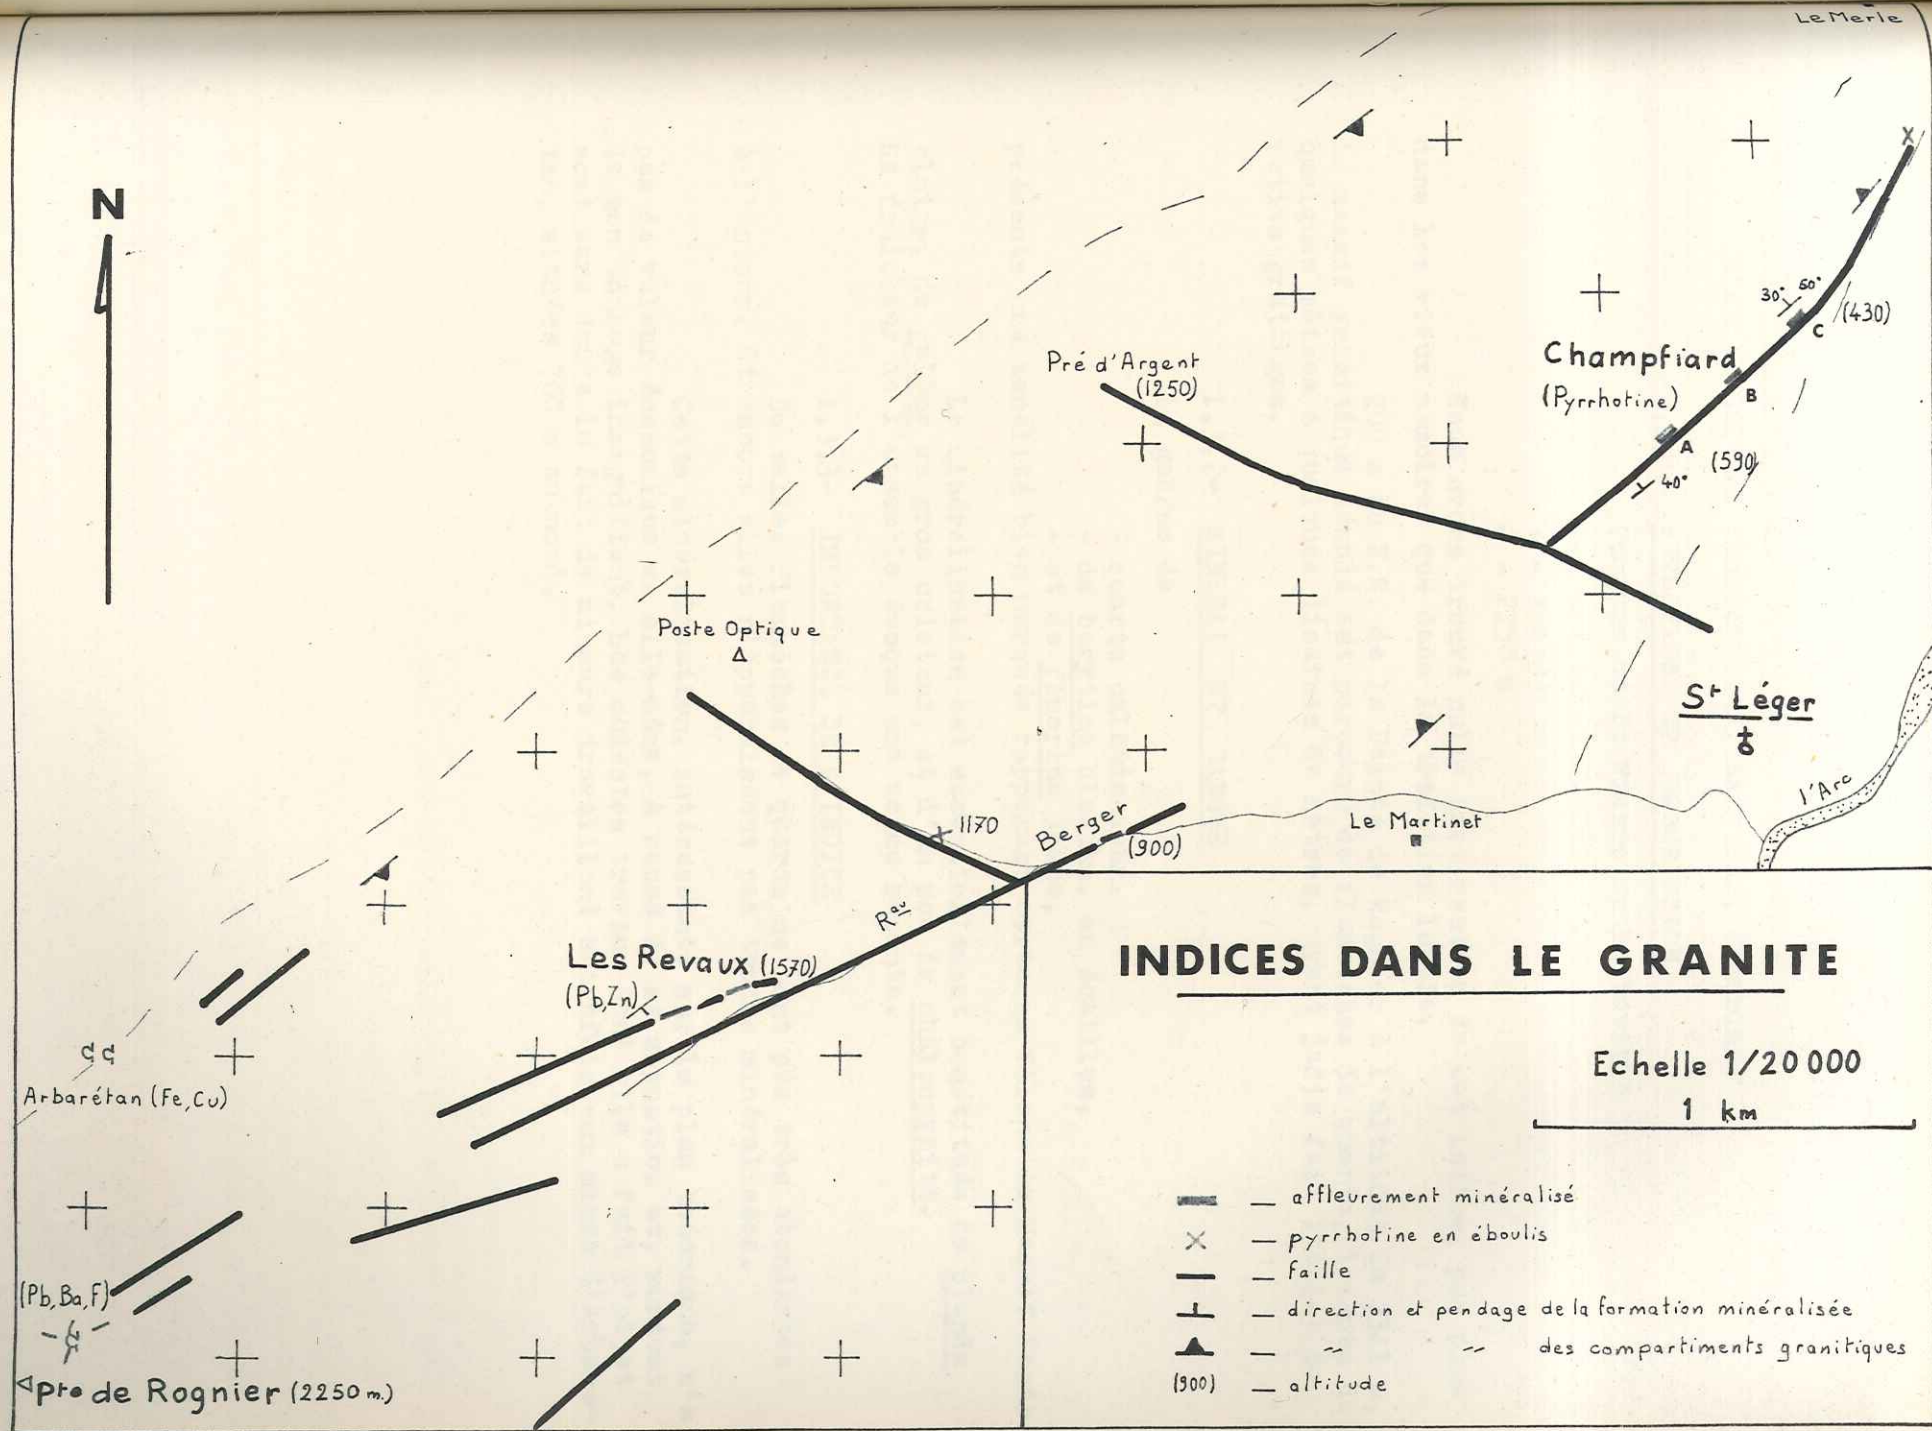 Le Merle
N
30° 60°
(430)
C
Pré d'Argent
(1250)
Champfiard
(Pyrrhotine)
B
A
(590)
40°
Poste Optique
St Léger
l'Arc
1170
Berger
(900)
Le Martinet
Rau
Les Revaux (1570)
(Pb,Zn)
Arbarétan (Fe,Cu)
(Pb,Ba,F)
Pte de Rognier (2250 m.)
INDICES DANS LE GRANITE
Echelle 1/20 000
1 km
— affleurement minéralisé
X — pyrrhotine en éboulis
— faille
— direction et pendage de la formation minéralisée
— -- -- des compartiments granitiques
(900) — altitude